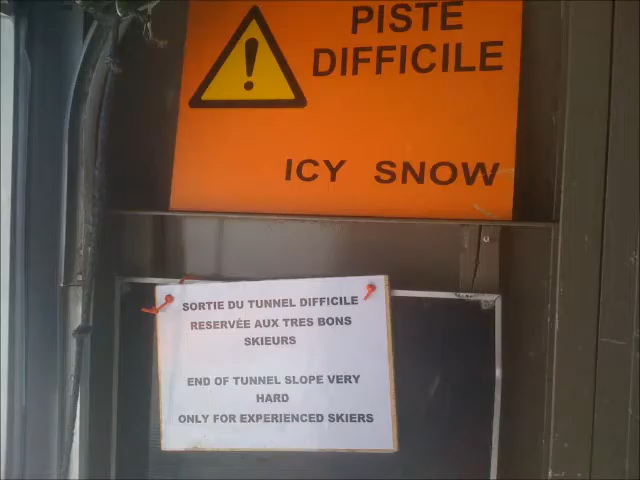 PISTE
DIFFICILE
ICY SNOW
SORTIE DU TUNNEL DIFFICILE
RESERVÉE AUX TRES BONS
SKIEURS
END OF TUNNEL SLOPE VERY
HARD
ONLY FOR EXPERIENCED SKIERS